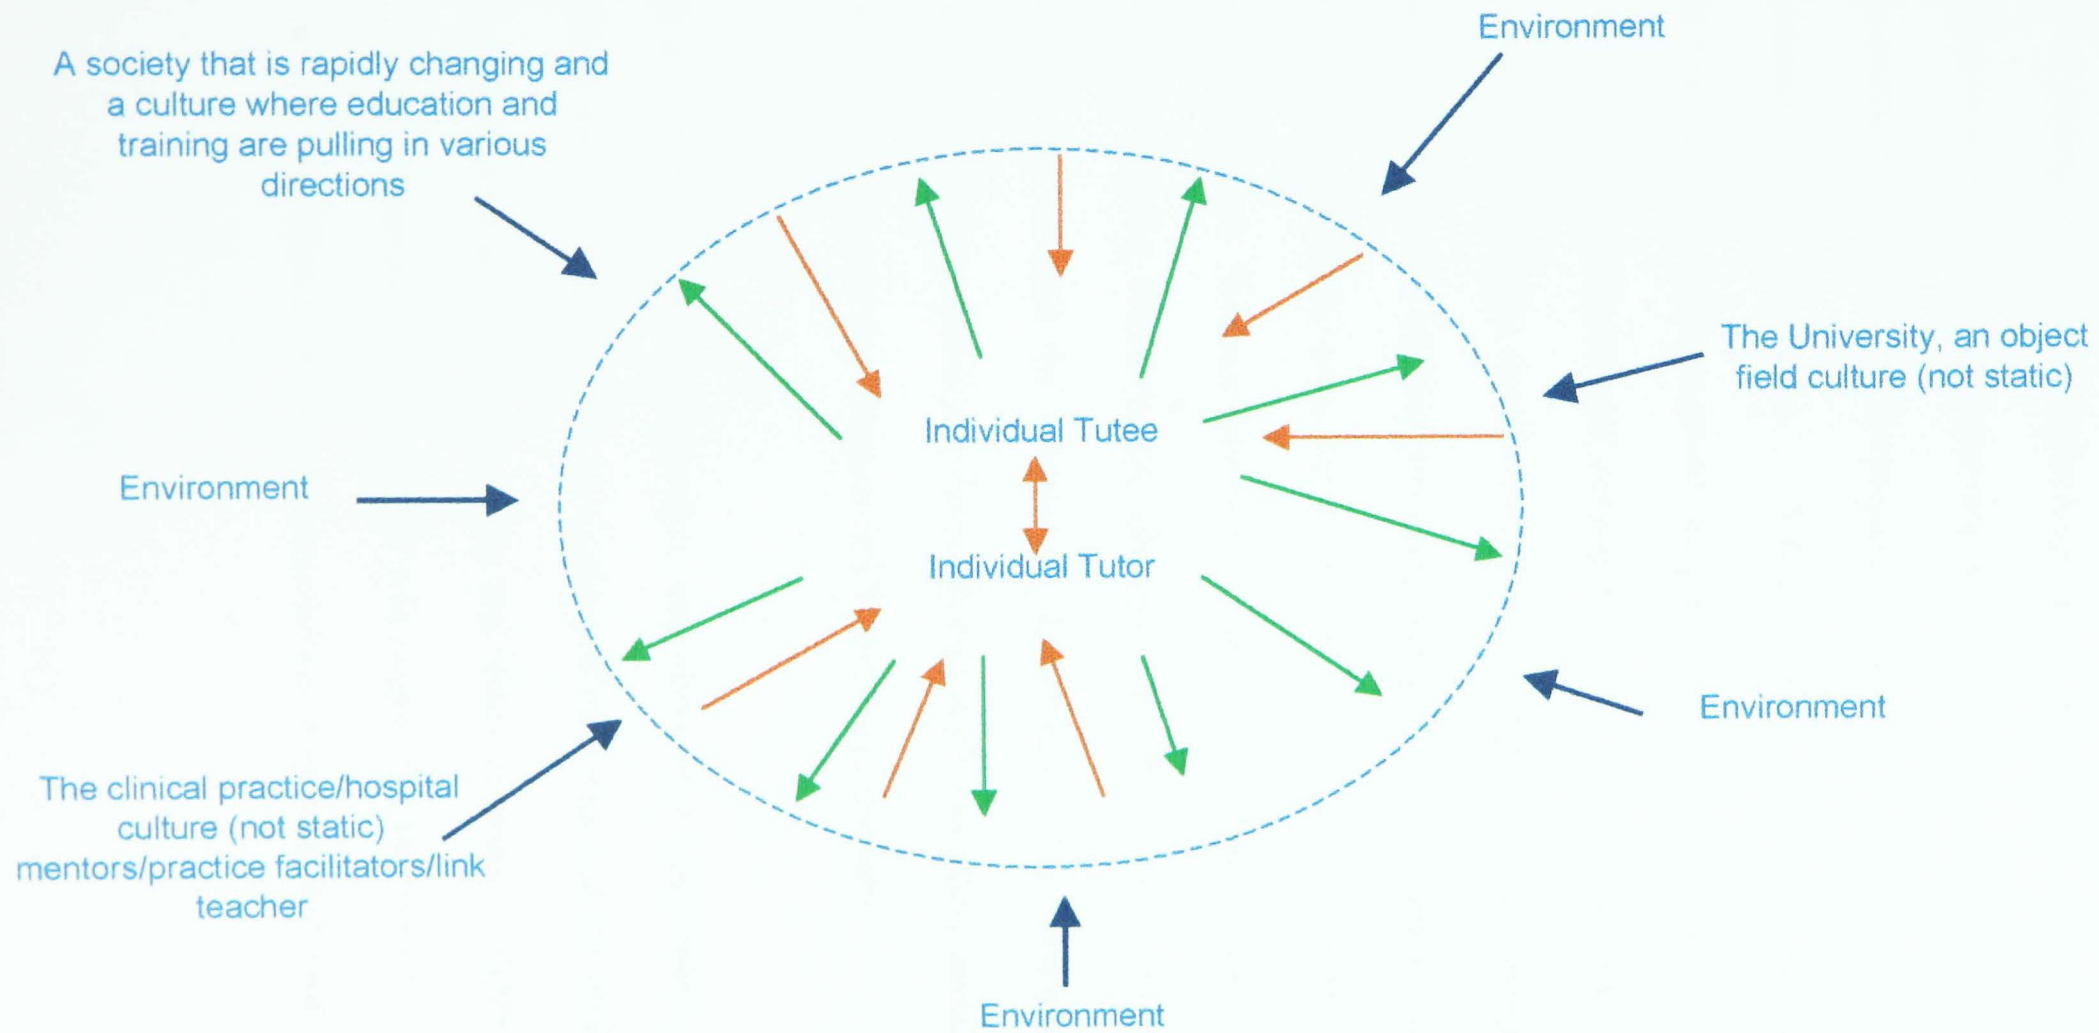 Environment
A society that is rapidly changing and
a culture where education and
training are pulling in various
directions
The University, an object
field culture (not static)
Individual Tutee
Environment
Individual Tutor
Environment
The clinical practice/hospital
culture (not static)
mentors/practice facilitators/link
teacher
Environment